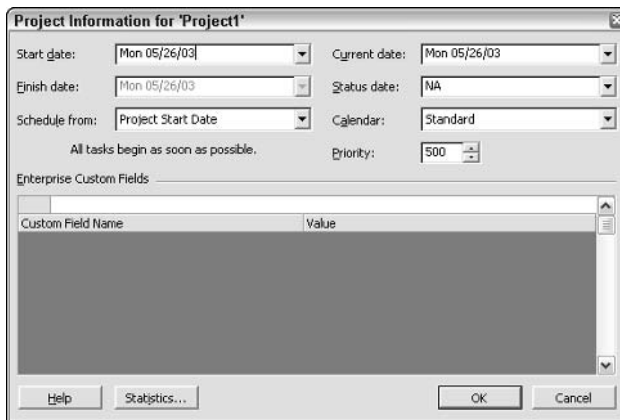 Project Information for 'Project1'
Start date: Mon 05/26/03 Current date: Mon 05/26/03
Finish date: Mon 05/26/03 Status date: NA
Schedule from: Project Start Date Calendar: Standard
All tasks begin as soon as possible. Priority: 500
Enterprise Custom Fields
Custom Field Name Value
Help Statistics... OK Cancel